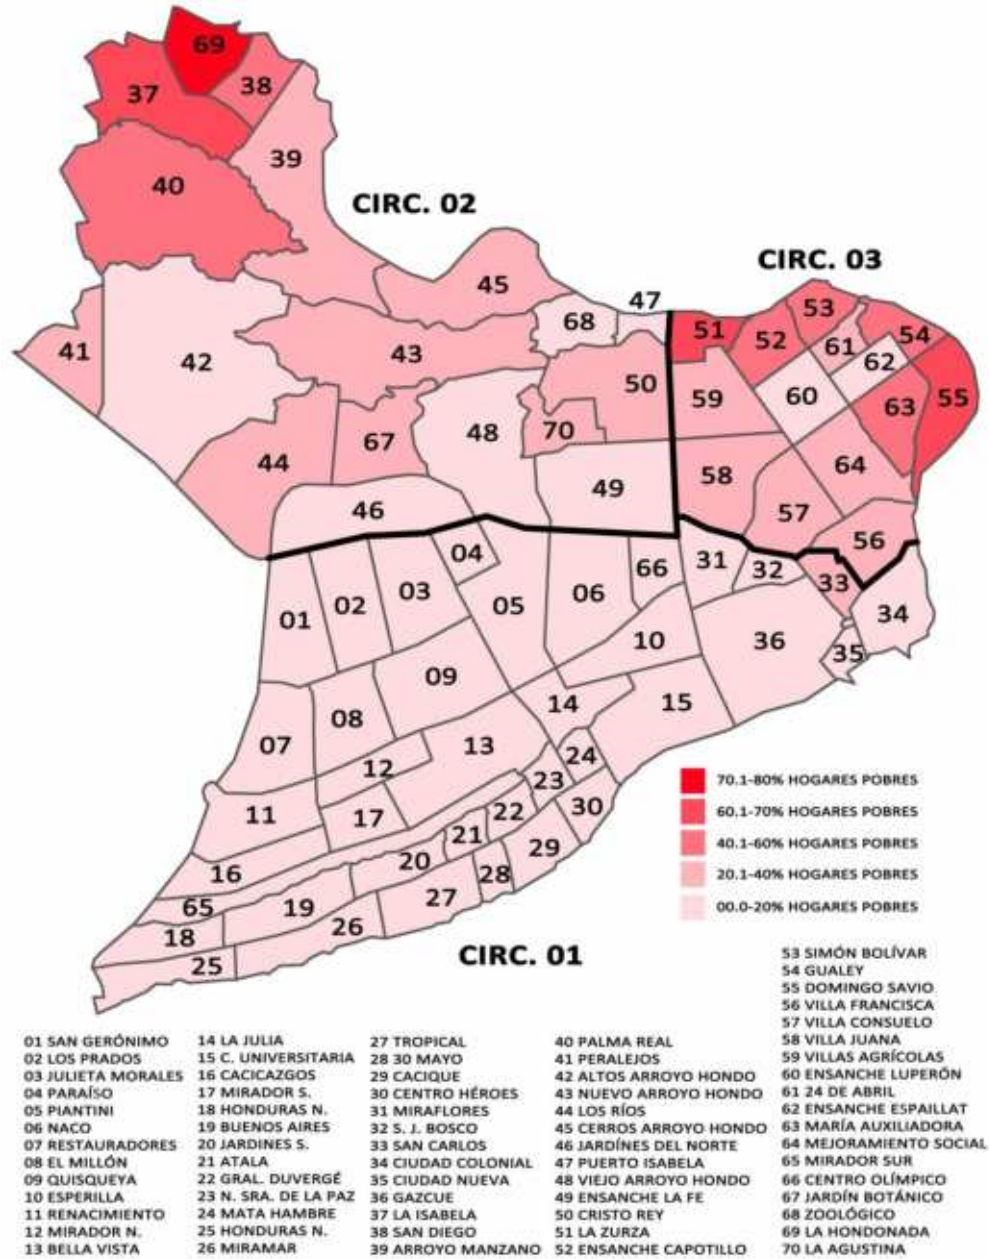 69
37
38
39
40
CIRC. 02
CIRC. 03
45
47
68
53
51
52
54
61
62
41
42
43
50
59
60
63
55
48
70
67
44
58
64
49
57
46
56
04
66
31
32
33
01
02
03
05
06
34
10
36
35
09
14
15
08
07
13
24
12
23
11
17
22
30
21
29
20
16
28
27
65
19
26
18
25
CIRC. 01
70.1-80% HOGARES POBRES
60.1-70% HOGARES POBRES
40.1-60% HOGARES POBRES
20.1-40% HOGARES POBRES
00.0-20% HOGARES POBRES
01 SAN GERÓNIMO
02 LOS PRADOS
03 JULIETA MORALES
04 PARAÍSO
05 PIANTINI
06 NACO
07 RESTAURADORES
08 EL MILLÓN
09 QUISQUEYA
10 ESPERILLA
11 RENACIMIENTO
12 MIRADOR N.
13 BELLA VISTA
14 LA JULIA
15 C. UNIVERSITARIA
16 CACICAZGOS
17 MIRADOR S.
18 HONDURAS N.
19 BUENOS AIRES
20 JARDINES S.
21 ATALA
22 GRAL. DUVERGÉ
23 N. SRA. DE LA PAZ
24 MATA HAMBRE
25 HONDURAS N.
26 MIRAMAR
27 TROPICAL
28 30 MAYO
29 CACIQUE
30 CENTRO HÉROES
31 MIRAFLORES
32 S. J. BOSCO
33 SAN CARLOS
34 CIUDAD COLONIAL
35 CIUDAD NUEVA
36 GAZCUE
37 LA ISABELA
38 SAN DIEGO
39 ARROYO MANZANO
40 PALMA REAL
41 PERALEJOS
42 ALTOS ARROYO HONDO
43 NUEVO ARROYO HONDO
44 LOS RÍOS
45 CERROS ARROYO HONDO
46 JARDÍNES DEL NORTE
47 PUERTO ISABELA
48 VIEJO ARROYO HONDO
49 ENSANCHE LA FE
50 CRISTO REY
51 LA ZURZA
52 ENSANCHE CAPOTILLO
53 SIMÓN BOLÍVAR
54 GUALEY
55 DOMINGO SAVIO
56 VILLA FRANCISCA
57 VILLA CONSUELO
58 VILLA JUANA
59 VILLAS AGRÍCOLAS
60 ENSANCHE LUPERÓN
61 24 DE ABRIL
62 ENSANCHE ESPAILLAT
63 MARÍA AUXILIADORA
64 MEJORAMIENTO SOCIAL
65 MIRADOR SUR
66 CENTRO OLÍMPICO
67 JARDÍN BOTÁNICO
68 ZOOLÓGICO
69 LA HONDONADA
70 LA AGUSTINA